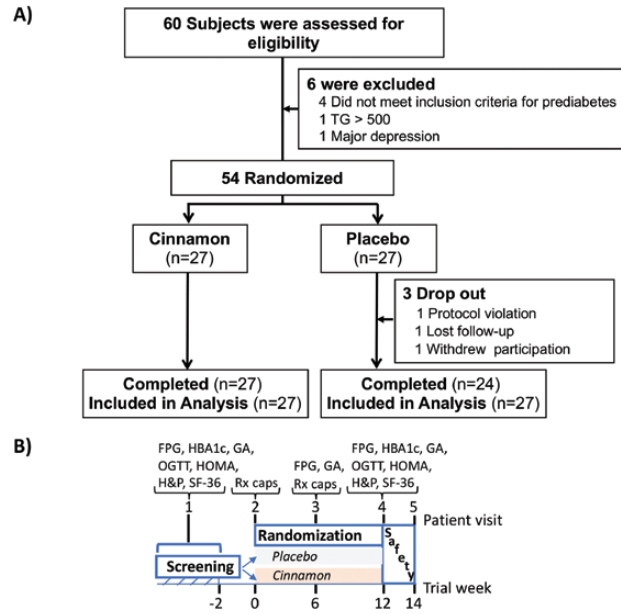 A)
60 Subjects were assessed for
eligibility
6 were excluded
4 Did not meet inclusion criteria for prediabetes
1 TG > 500
1 Major depression
54 Randomized
Cinnamon
(n=27)
Placebo
(n=27)
3 Drop out
1 Protocol violation
1 Lost follow-up
1 Withdrew participation
Completed (n=27)
Included in Analysis (n=27)
Completed (n=24)
Included in Analysis (n=27)
B)
FPG, HBA1c, GA,
OGTT, HOMA,
H&P, SF-36
Rx caps
FPG, GA,
Rx caps
FPG, HBA1c, GA,
OGTT, HOMA,
H&P, SF-36
1 2 3 4 5
Patient visit
Randomization
Safety
Placebo
Screening
Cinnamon
Trial week
-2 0 6 12 14